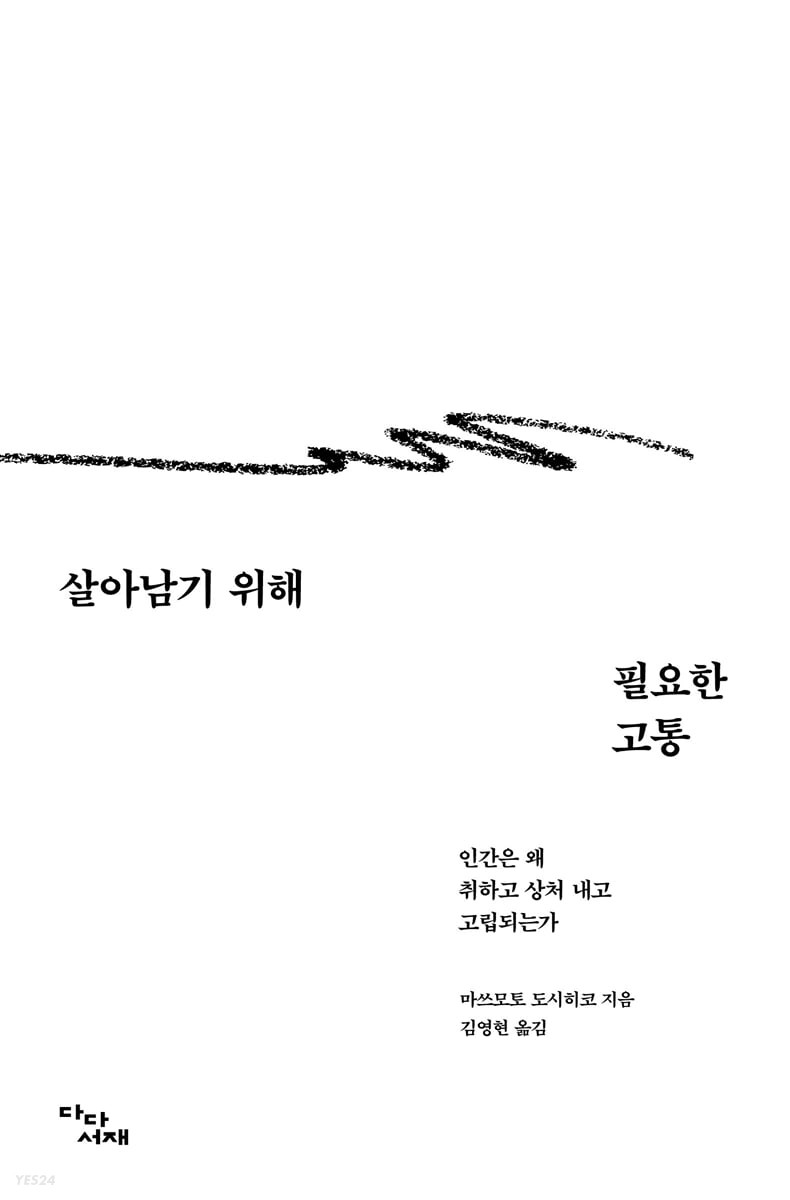 살아남기 위해
필요한
고통
인간은 왜
취하고 상처 내고
고립되는가
마쓰모토 도시히코 지음
김영현 옮김
다다
서재
YES24